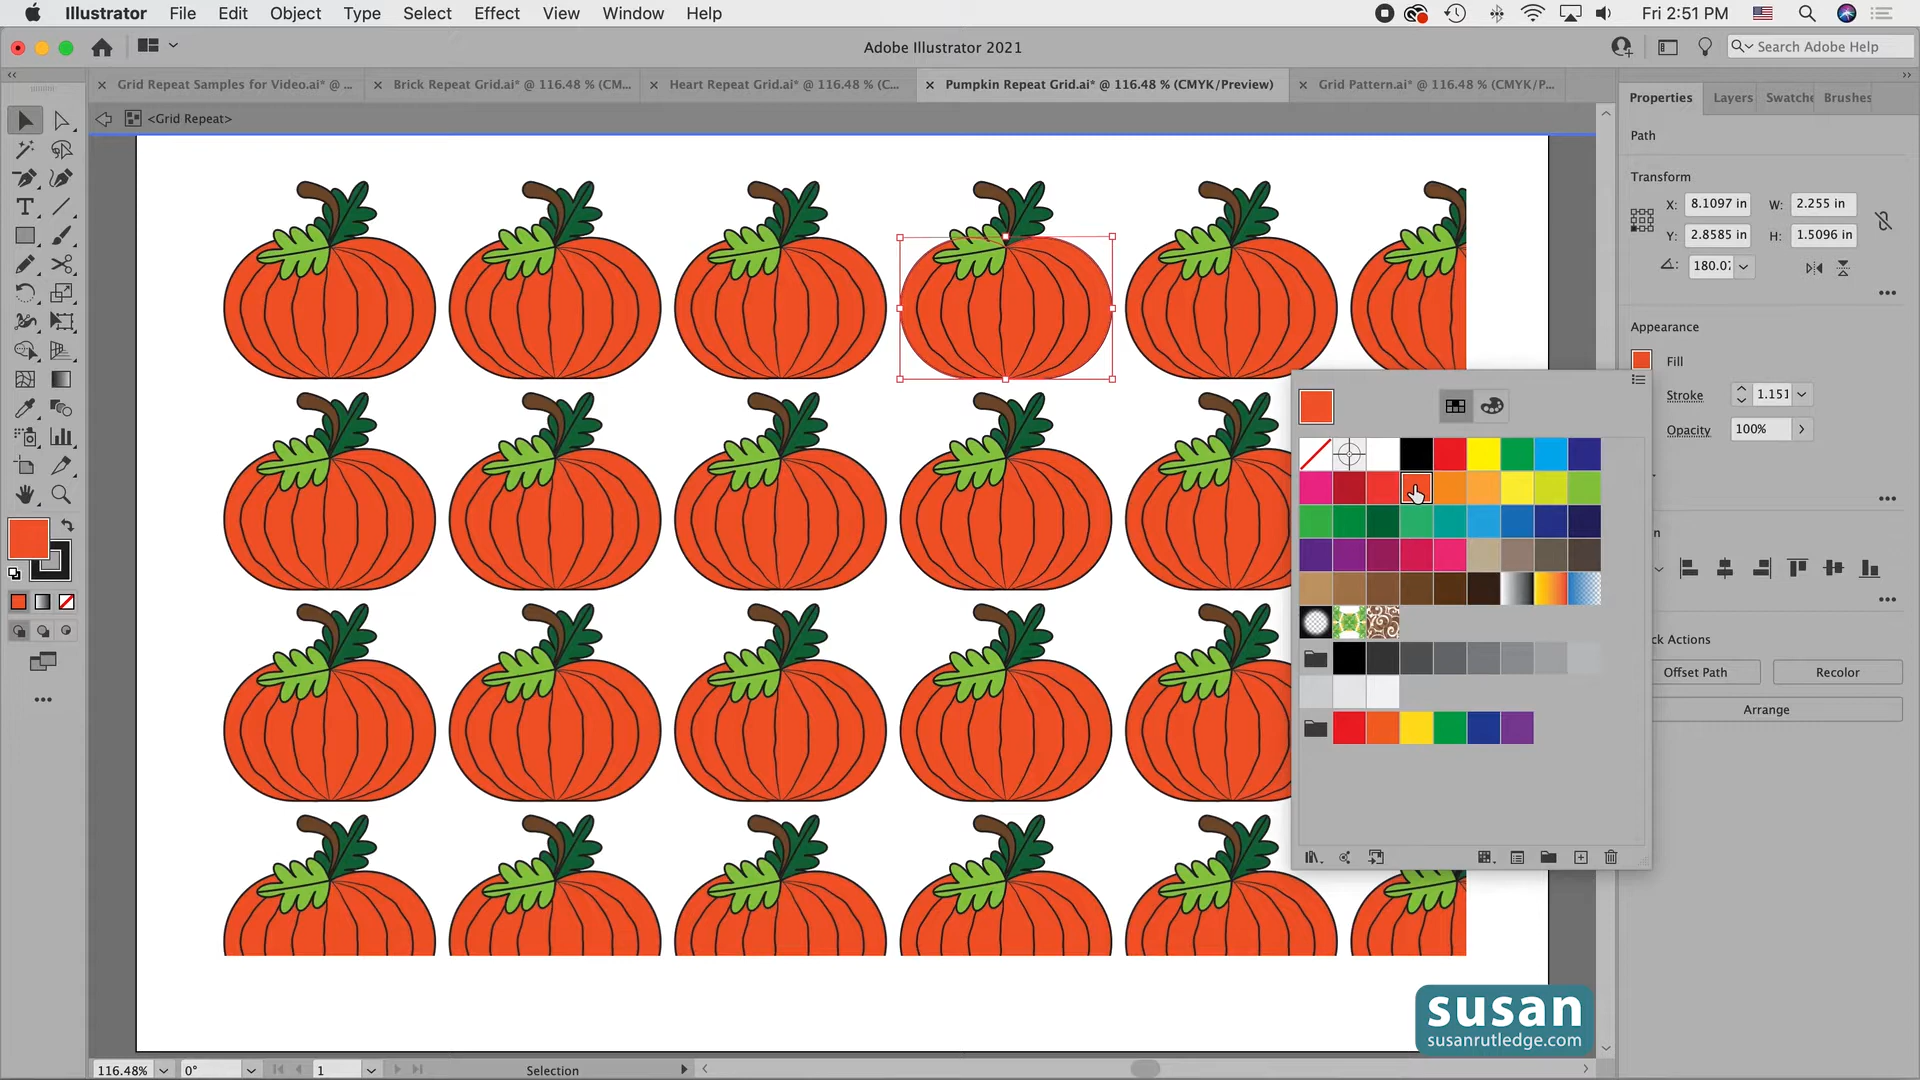 Illustrator File Edit Object Type Select Effect View Window Help
Fri 2:51 PM
Adobe Illustrator 2021
Search Adobe Help
Grid Repeat Samples for Video.ai* @ ...
Brick Repeat Grid.ai* @ 116.48 % (CM...
Heart Repeat Grid.ai* @ 116.48 % (C...
Pumpkin Repeat Grid.ai* @ 116.48 % (CMYK/Preview)
Grid Pattern.ai* @ 116.48 % (CMYK/P...
<Grid Repeat>
Properties Layers Swatche Brushes
Path
Transform
X: 8.1097 in W: 2.255 in
Y: 2.8585 in H: 1.5096 in
180.0
Appearance
Fill
Stroke 1.151
Opacity 100%
n
ck Actions
Offset Path Recolor
Arrange
susan
susanrutledge.com
116.48% 0° 1 Selection